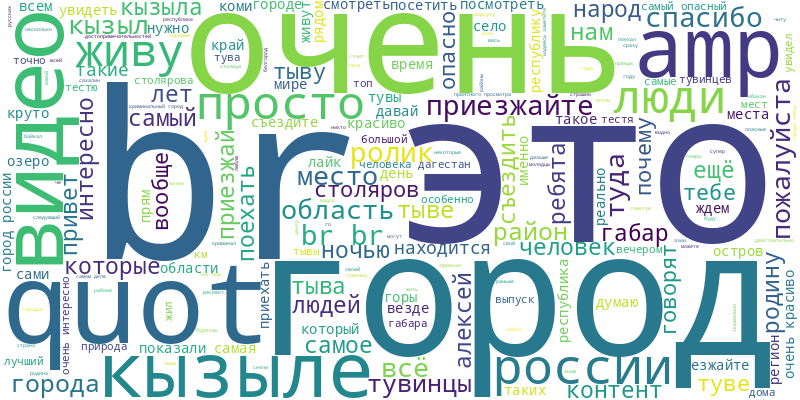 br
это
город
очень
quot
видео
amp
кызыле
россии
живу
просто
люди
кызыл
кызыла
приезжайте
спасибо
народ
нам
опасно
пожалуйста
ролик
место
столяров
область
br br
ночью
находится
человек
тыве
район
ребята
туда
почему
съездить
габар
ещё
тебе
ждем
места
говорят
родину
туве
контент
тувинцы
всё
самое
людей
тыва
которые
города
привет
интересно
самый
вообще
лет
тыву
приезжай
поехать
такие
увидеть
всем
коми
городе
нужно
край
тува
мире
топ
тувы
давай
время
село
республику
смотреть
посетить
посмотреть
рядом
живут
точно
круто
озеро
город россии
столярова
тестю
съездите
красиво
лайк
человека
дагестан
большой
день
именно
такое
тестя
реально
особенно
прям
км
области
сами
приехать
горы
везде
который
габара
алексей
выпуск
думаю
республика
остров
вечером
регион
очень красиво
дома
езжайте
таких
показали
самая
природа
лучший
очень интересно
жил
самые
тувинцев
увидел
самый опасный